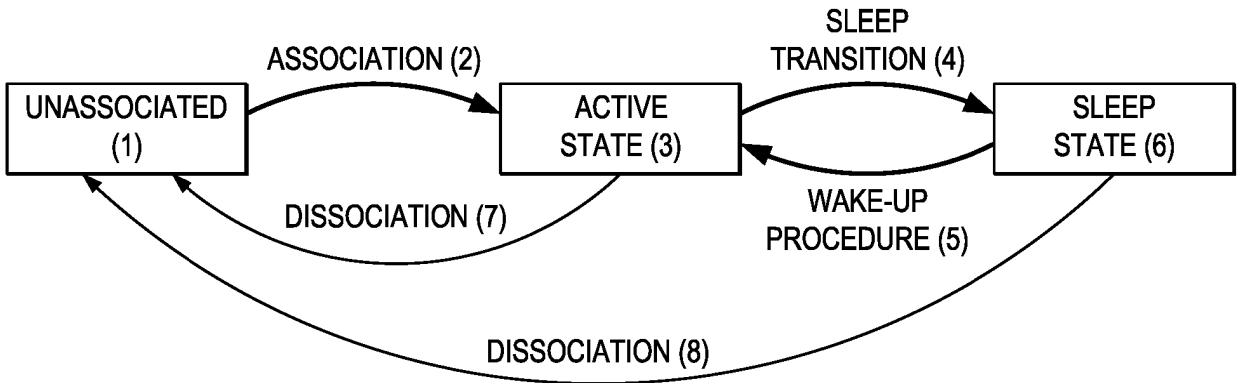 SLEEP
TRANSITION (4)
ASSOCIATION (2)
UNASSOCIATED
(1)
ACTIVE
STATE (3)
SLEEP
STATE (6)
DISSOCIATION (7)
WAKE-UP
PROCEDURE (5)
DISSOCIATION (8)